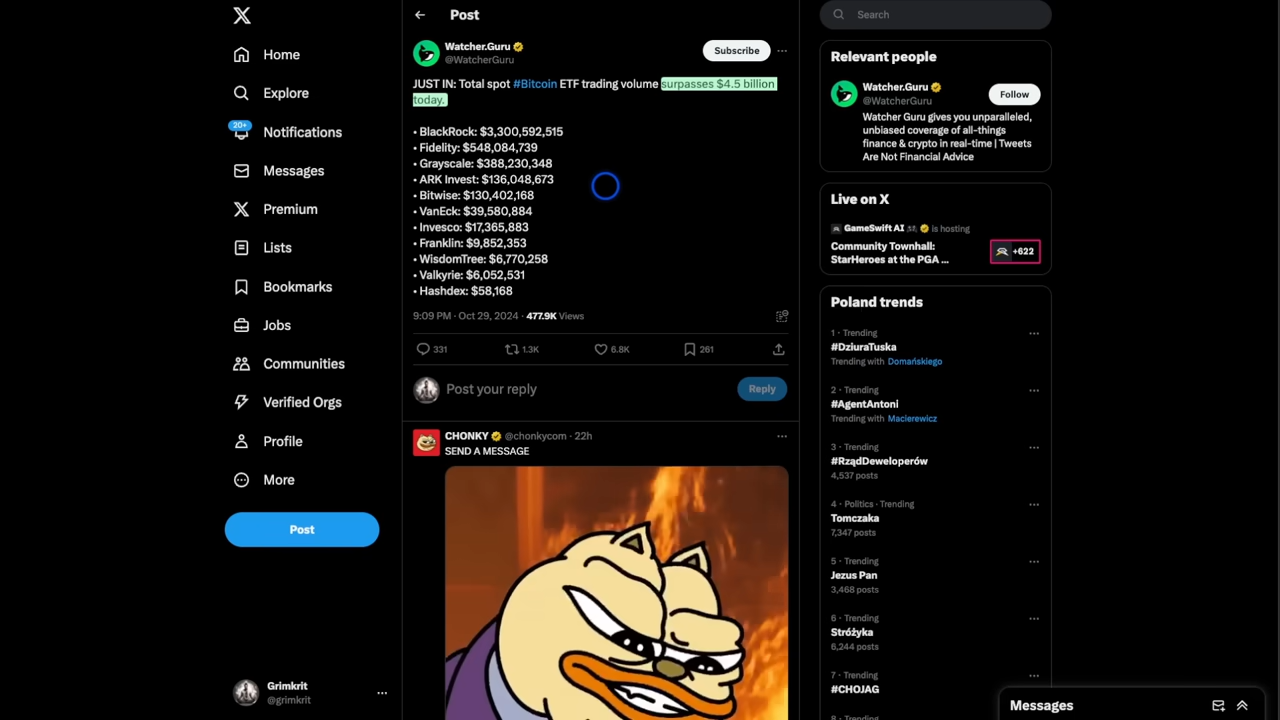 Home
Explore
20+
Notifications
Messages
Premium
Lists
Bookmarks
Jobs
Communities
Verified Orgs
Profile
More
Post
Grimkrit
@grimkrit
Post
Watcher.Guru
@WatcherGuru
Subscribe
JUST IN: Total spot #Bitcoin ETF trading volume surpasses $4.5 billion
today.
• BlackRock: $3,300,592,515
• Fidelity: $548,084,739
• Grayscale: $388,230,348
• ARK Invest: $136,048,673
• Bitwise: $130,402,168
• VanEck: $39,580,884
• Invesco: $17,365,883
• Franklin: $9,852,353
• WisdomTree: $6,770,258
• Valkyrie: $6,052,531
• Hashdex: $58,168
9:09 PM · Oct 29, 2024 · 477.9K Views
331
1.3K
6.8K
261
Post your reply
Reply
CHONKY @chonkycom · 22h
SEND A MESSAGE
Search
Relevant people
Watcher.Guru
@WatcherGuru
Follow
Watcher Guru gives you unparalleled,
unbiased coverage of all-things
finance & crypto in real-time | Tweets
Are Not Financial Advice
Live on X
GameSwift AI is hosting
Community Townhall:
StarHeroes at the PGA ...
+622
Poland trends
1 · Trending
#DziuraTuska
Trending with Domańskiego
2 · Trending
#AgentAntoni
Trending with Macierewicz
3 · Trending
#RządDeweloperów
4,537 posts
4 · Politics · Trending
Tomczaka
7,347 posts
5 · Trending
Jezus Pan
3,468 posts
6 · Trending
Stróżyka
6,244 posts
7 · Trending
#CHOJAG
Messages